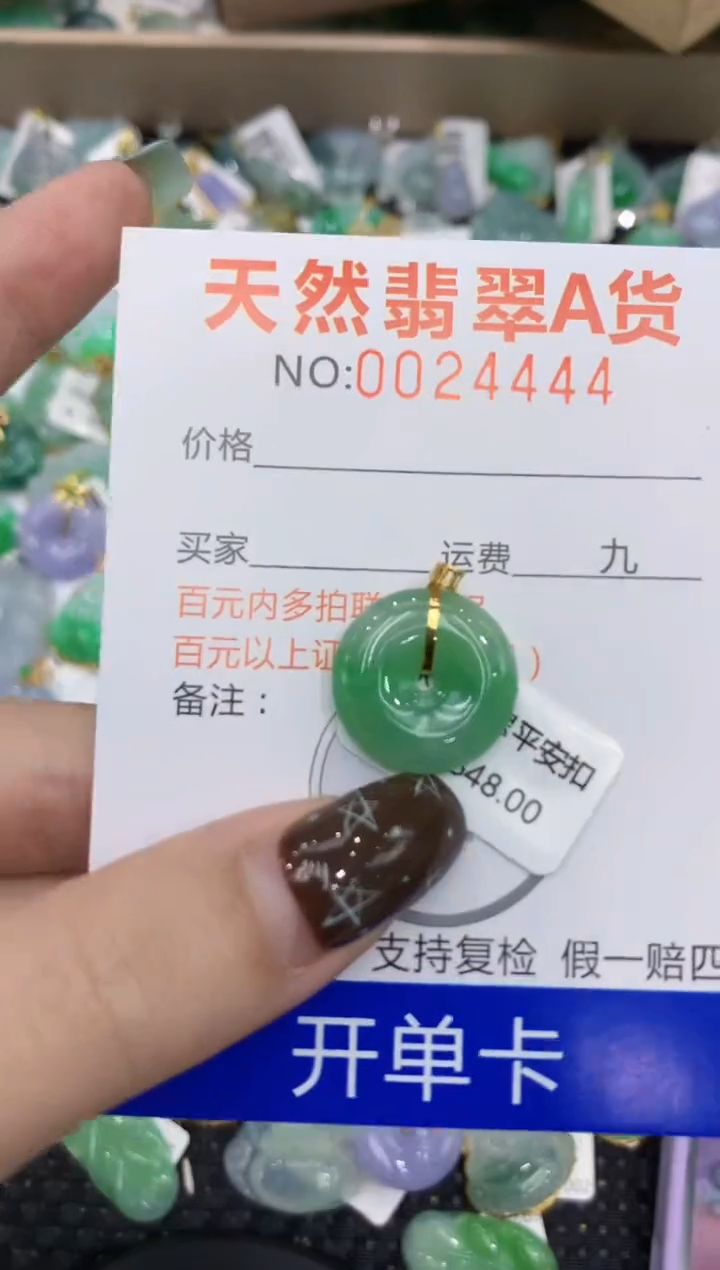 天然翡翠A货
NO:0024444
价格
买家 运费 九
百元内多拍
百元以上证 )
备注：
平安扣
48.00
支持复检 假一赔四
开单卡